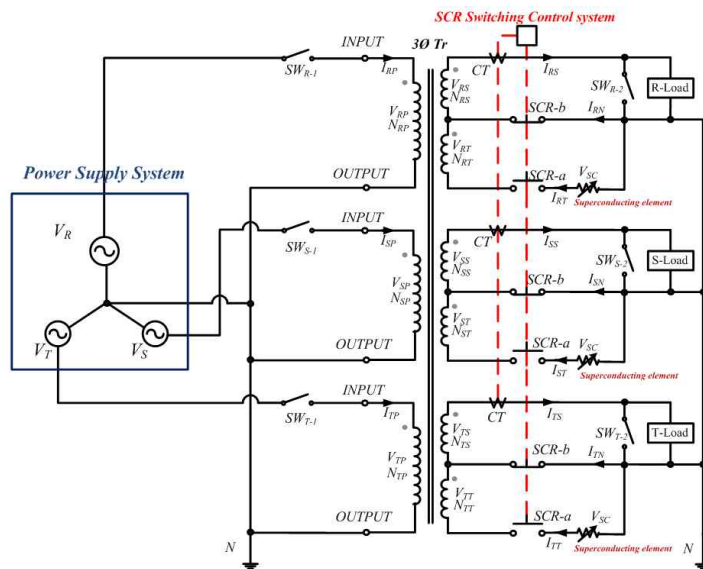 SCR Switching Control system
INPUT
3Ø Tr
SW_R-1
I_RP
CT
I_RS
V_RS
N_RS
SW_R-2
R-Load
V_RP
N_RP
SCR-b
I_RN
V_RT
N_RT
Power Supply System
OUTPUT
SCR-a
V_SC
I_RT
Superconducting element
V_R
INPUT
SW_S-1
I_SP
CT
I_SS
V_SS
N_SS
SW_S-2
S-Load
V_SP
N_SP
SCR-b
I_SN
V_ST
N_ST
V_T
V_S
OUTPUT
SCR-a
V_SC
I_ST
Superconducting element
INPUT
SW_T-1
I_TP
CT
I_TS
V_TS
N_TS
SW_T-2
T-Load
V_TP
N_TP
SCR-b
I_TN
V_TT
N_TT
OUTPUT
SCR-a
V_SC
I_TT
Superconducting element
N
N